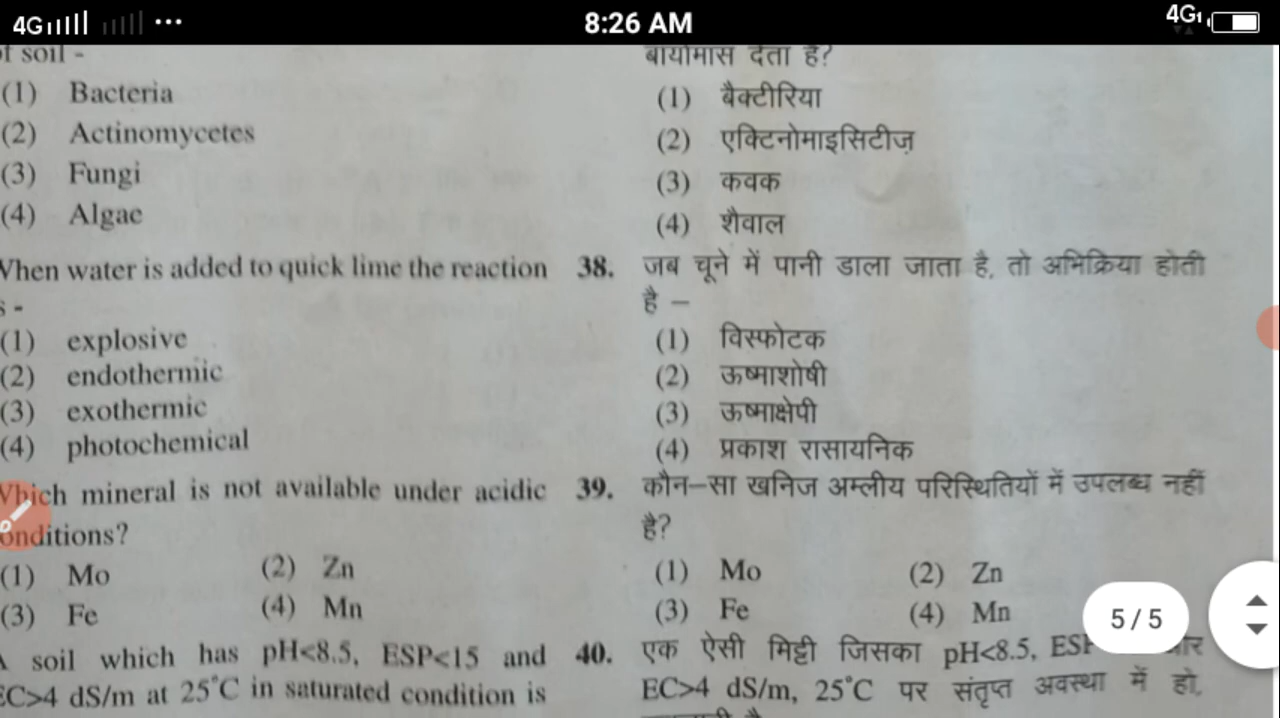 4G 8:26 AM 4G
of soil -
(1) Bacteria
(2) Actinomycetes
(3) Fungi
(4) Algae
When water is added to quick lime the reaction
s -
(1) explosive
(2) endothermic
(3) exothermic
(4) photochemical
Which mineral is not available under acidic
conditions?
(1) Mo (2) Zn
(3) Fe (4) Mn
A soil which has pH<8.5, ESP<15 and
EC>4 dS/m at 25°C in saturated condition is
बायोमास देता है?
(1) बैक्टीरिया
(2) एक्टिनोमाइसिटीज़
(3) कवक
(4) शैवाल
38. जब चूने में पानी डाला जाता है, तो अभिक्रिया होती
है –
(1) विस्फोटक
(2) ऊष्माशोषी
(3) ऊष्माक्षेपी
(4) प्रकाश रासायनिक
39. कौन-सा खनिज अम्लीय परिस्थितियों में उपलब्ध नहीं
है?
(1) Mo (2) Zn
(3) Fe (4) Mn
40. एक ऐसी मिट्टी जिसका pH<8.5,
EC>4 dS/m, 25°C पर संतृप्त अवस्था में हो,
5/5